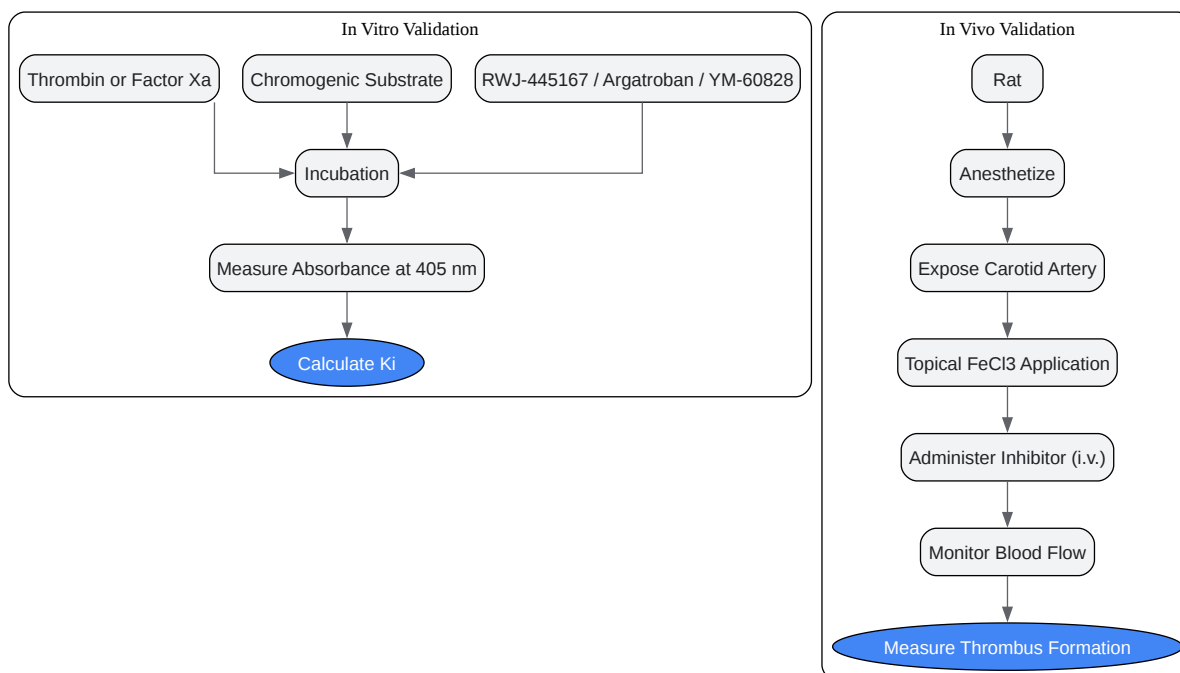 In Vitro Validation
Thrombin or Factor Xa
Chromogenic Substrate
RWJ-445167 / Argatroban / YM-60828
Incubation
Measure Absorbance at 405 nm
Calculate Ki
In Vivo Validation
Rat
Anesthetize
Expose Carotid Artery
Topical FeCl3 Application
Administer Inhibitor (i.v.)
Monitor Blood Flow
Measure Thrombus Formation